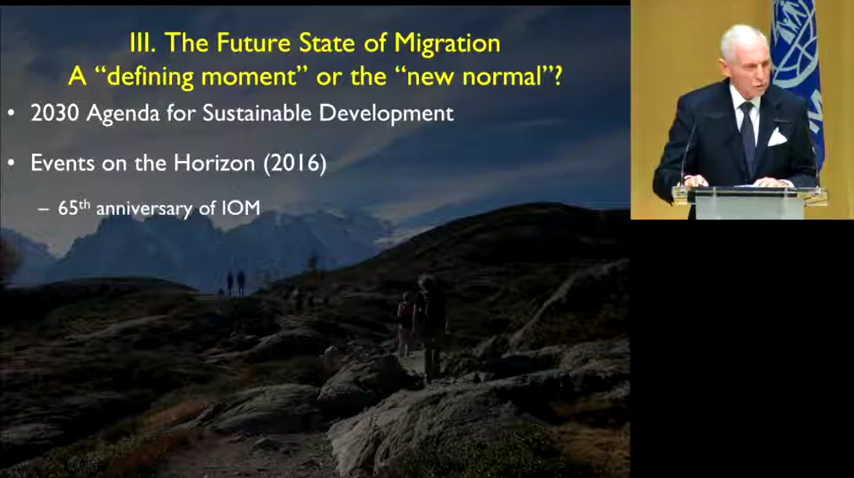 III. The Future State of Migration
A “defining moment” or the “new normal”?
• 2030 Agenda for Sustainable Development
• Events on the Horizon (2016)
– 65th anniversary of IOM